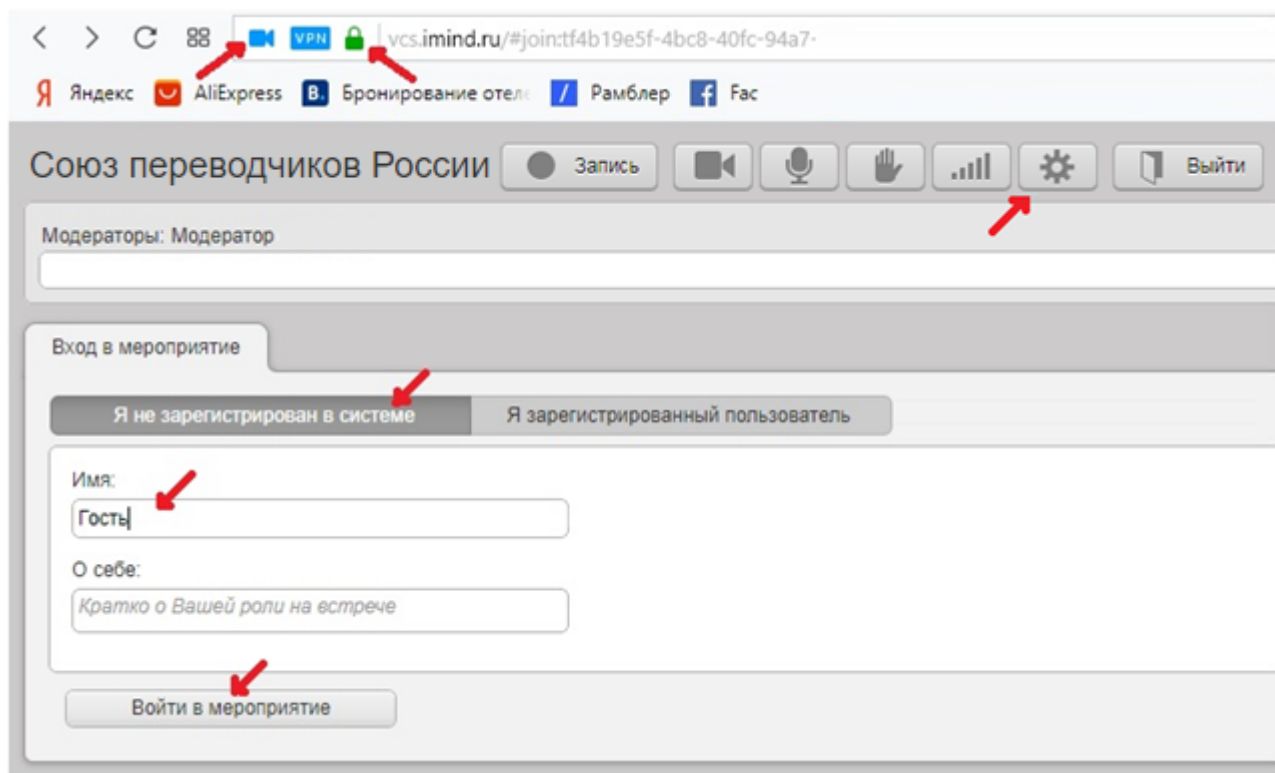 VPN vcs.imind.ru/#join:tf4b19e5f-4bc8-40fc-94a7-
Я Яндекс AliExpress B. Бронирование отеле Рамблер f Fac
Союз переводчиков России Запись Выйти
Модераторы: Модератор
Вход в мероприятие
Я не зарегистрирован в системе Я зарегистрированный пользователь
Имя:
Гость
О себе:
Кратко о Вашей роли на встрече
Войти в мероприятие